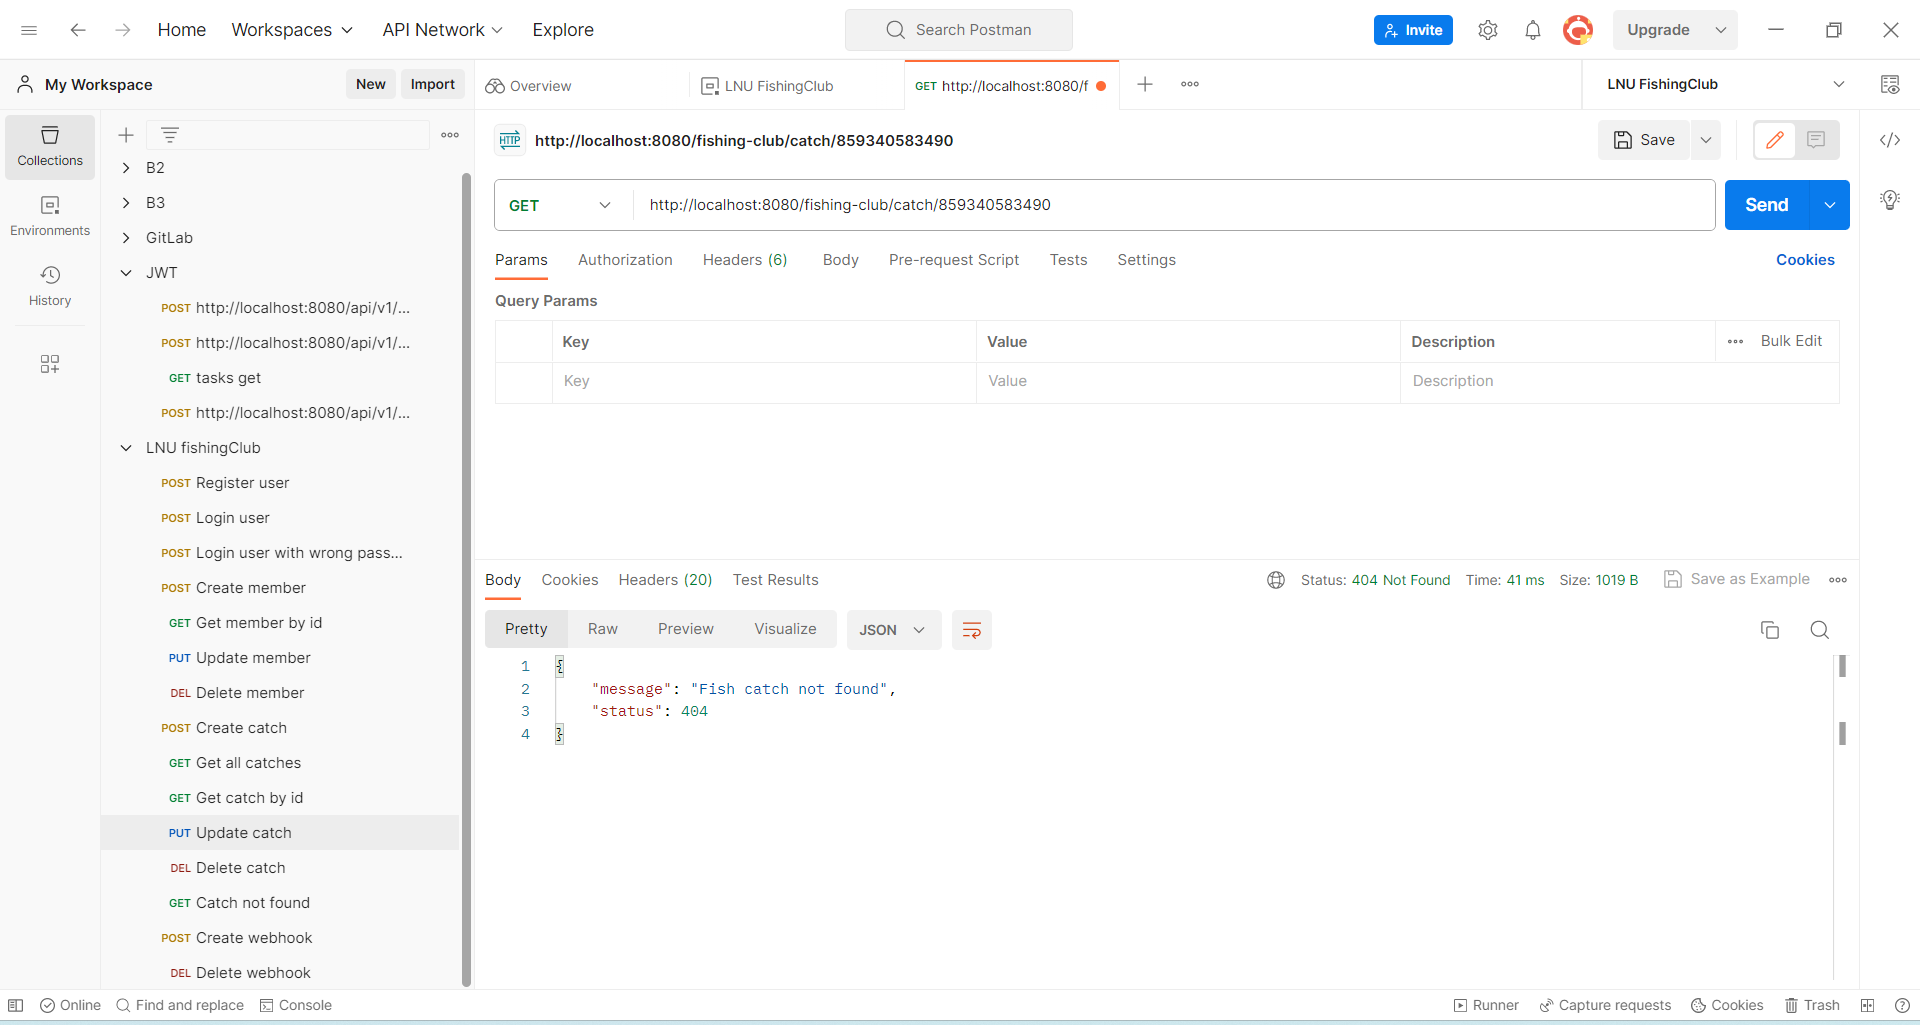 Home Workspaces API Network Explore Search Postman Invite Upgrade
My Workspace New Import Overview LNU FishingClub GET http://localhost:8080/f LNU FishingClub
Collections
Environments
History
B2
B3
GitLab
JWT
POST http://localhost:8080/api/v1/...
POST http://localhost:8080/api/v1/...
GET tasks get
POST http://localhost:8080/api/v1/...
LNU fishingClub
POST Register user
POST Login user
POST Login user with wrong pass...
POST Create member
GET Get member by id
PUT Update member
DEL Delete member
POST Create catch
GET Get all catches
GET Get catch by id
PUT Update catch
DEL Delete catch
GET Catch not found
POST Create webhook
DEL Delete webhook
HTTP http://localhost:8080/fishing-club/catch/859340583490 Save
GET http://localhost:8080/fishing-club/catch/859340583490 Send
Params Authorization Headers (6) Body Pre-request Script Tests Settings Cookies
Query Params
Key Value Description Bulk Edit
Key Value Description
Body Cookies Headers (20) Test Results Status: 404 Not Found Time: 41 ms Size: 1019 B Save as Example
Pretty Raw Preview Visualize JSON
1 {
2 "message": "Fish catch not found",
3 "status": 404
4 }
Online Find and replace Console Runner Capture requests Cookies Trash